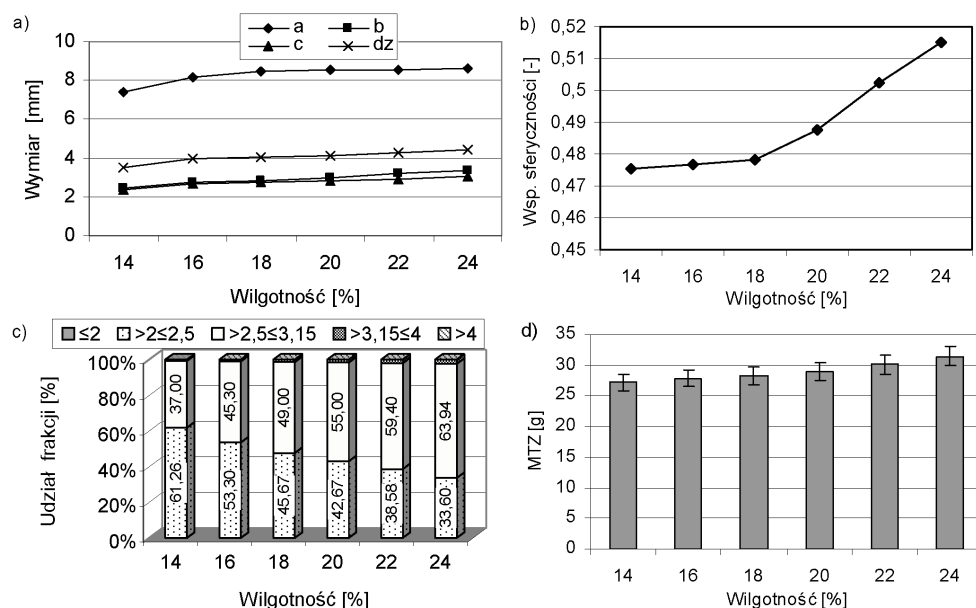 a)
a b
c dz
10
8
6
4
2
0
Wymiar [mm]
14 16 18 20 22 24
Wilgotność [%]
b)
0,52
0,51
0,5
0,49
0,48
0,47
0,46
0,45
Wsp. sferyczności [-]
14 16 18 20 22 24
Wilgotność [%]
c)
≤2 >2≤2,5 >2,5≤3,15 >3,15≤4 >4
100%
80%
60%
40%
20%
0%
Udział frakcji [%]
37,00 45,30 49,00 55,00 59,40 63,94
61,26 53,30 45,67 42,67 38,58 33,60
14 16 18 20 22 24
Wilgotność [%]
d)
35
30
25
20
15
10
5
0
MTZ [g]
14 16 18 20 22 24
Wilgotność [%]